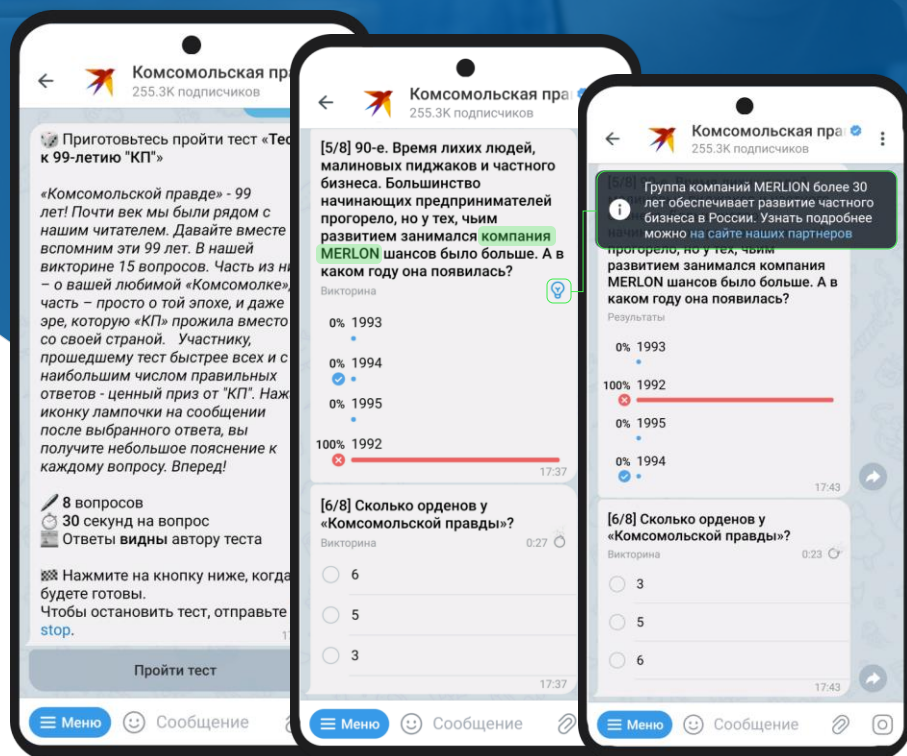 Комсомольская пр
255.3K подписчиков
Приготовьтесь пройти тест «Тес
к 99-летию "КП"»
«Комсомольской правде» - 99
лет! Почти век мы были рядом с
нашим читателем. Давайте вместе
вспомним эти 99 лет. В нашей
викторине 15 вопросов. Часть из н
– о вашей любимой «Комсомолке»,
часть – просто о той эпохе, и даже
эре, которую «КП» прожила вместо
со своей страной. Участнику,
прошедшему тест быстрее всех и с
наибольшим числом правильных
ответов - ценный приз от "КП". Наж
иконку лампочки на сообщении
после выбранного ответа, вы
получите небольшое пояснение к
каждому вопросу. Вперед!
8 вопросов
30 секунд на вопрос
Ответы видны автору теста
Нажмите на кнопку ниже, когда
будете готовы.
Чтобы остановить тест, отправьте
stop.
Пройти тест
Меню
Сообщение
Комсомольская пра
255.3K подписчиков
[5/8] 90-е. Время лихих людей,
малиновых пиджаков и частного
бизнеса. Большинство
начинающих предпринимателей
прогорело, но у тех, чьим
развитием занимался компания
MERLON шансов было больше. А в
каком году она появилась?
Викторина
0% 1993
0% 1994
0% 1995
100% 1992
17:37
[6/8] Сколько орденов у
«Комсомольской правды»?
Викторина 0:27
6
5
3
17:37
Меню
Сообщение
Комсомольская пра
255.3K подписчиков
Группа компаний MERLION более 30
лет обеспечивает развитие частного
бизнеса в России. Узнать подробнее
можно на сайте наших партнеров
прогорело, но у тех, чьим
развитием занимался компания
MERLON шансов было больше. А в
каком году она появилась?
Результаты
0% 1993
100% 1992
0% 1995
0% 1994
17:43
[6/8] Сколько орденов у
«Комсомольской правды»?
Викторина 0:23
3
5
6
17:43
Меню
Сообщение